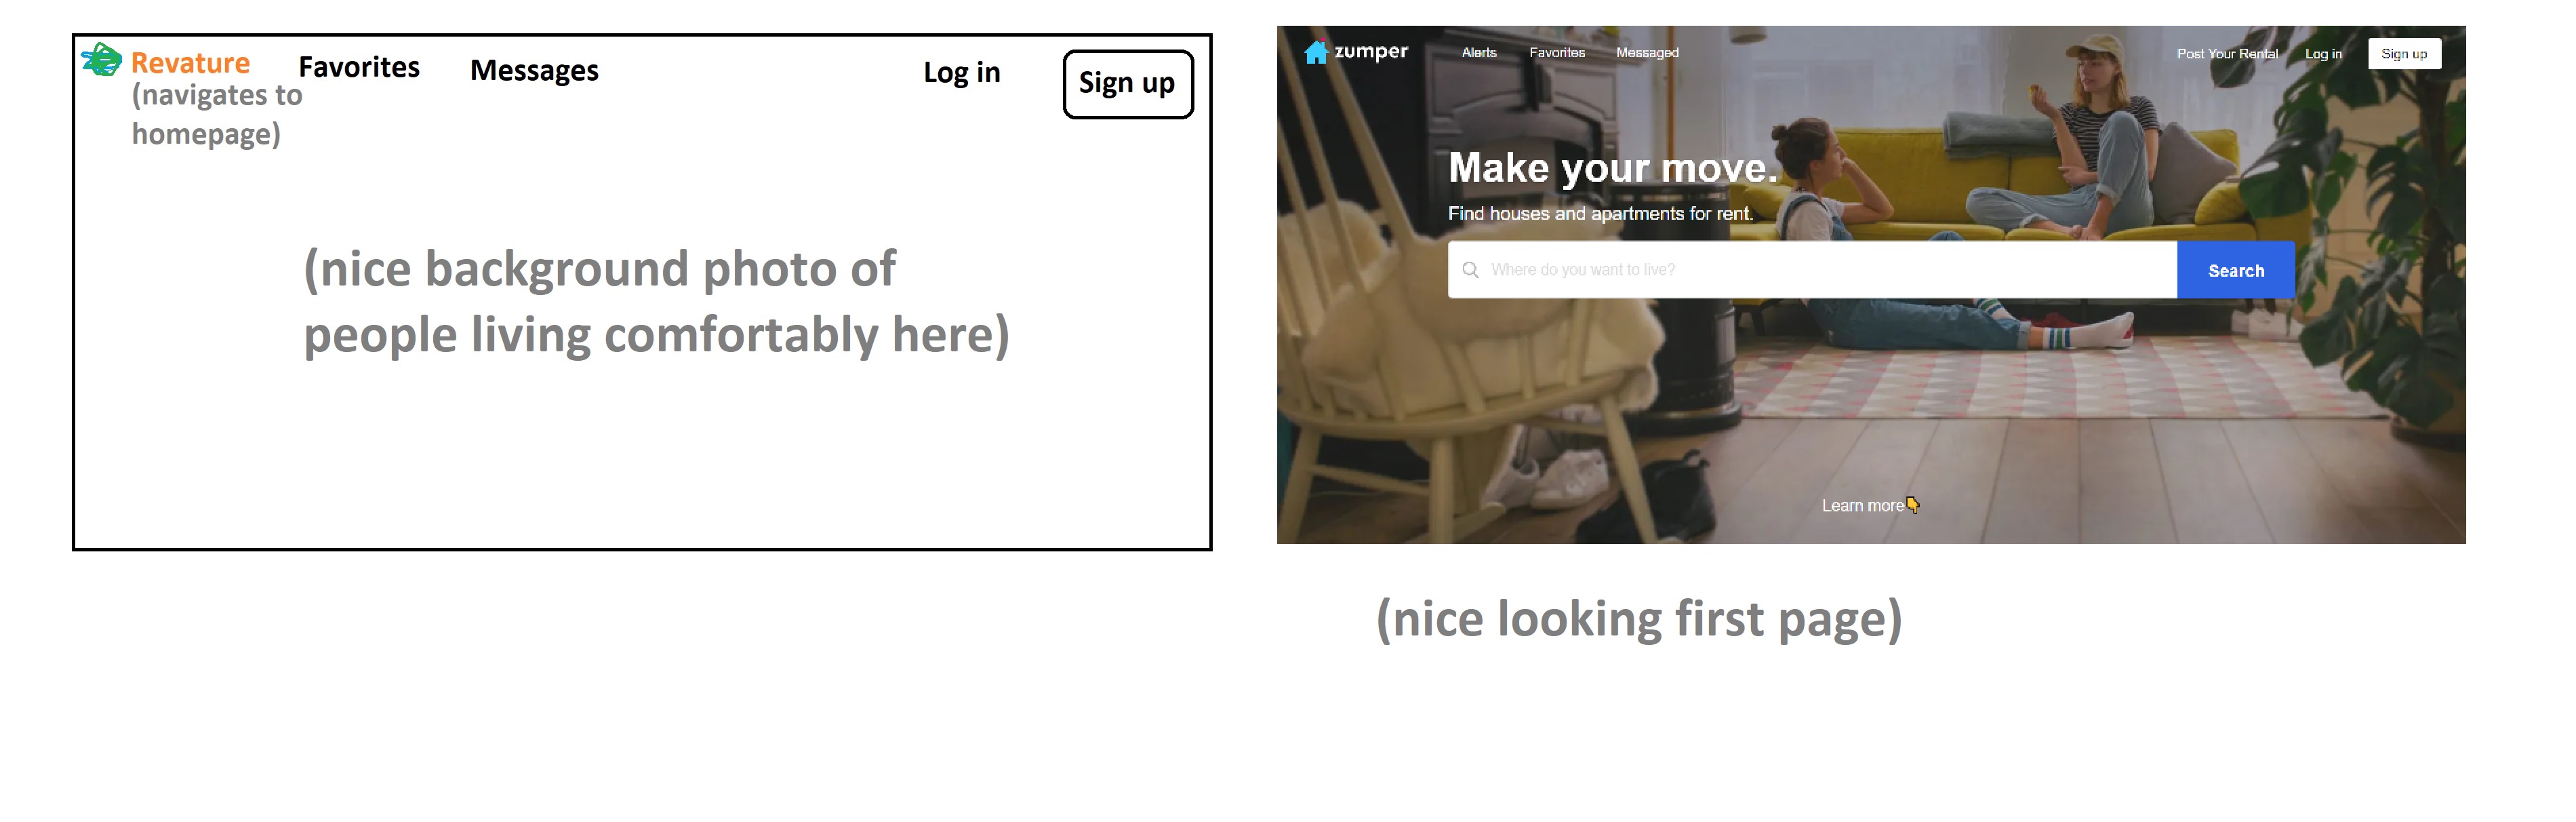 Revature
(navigates to
homepage)
Favorites
Messages
Log in
Sign up
(nice background photo of
people living comfortably here)
zumper
Alerts
Favorites
Messaged
Post Your Rental
Log in
Sign up
Make your move.
Find houses and apartments for rent.
Where do you want to live?
Search
Learn more👇
(nice looking first page)